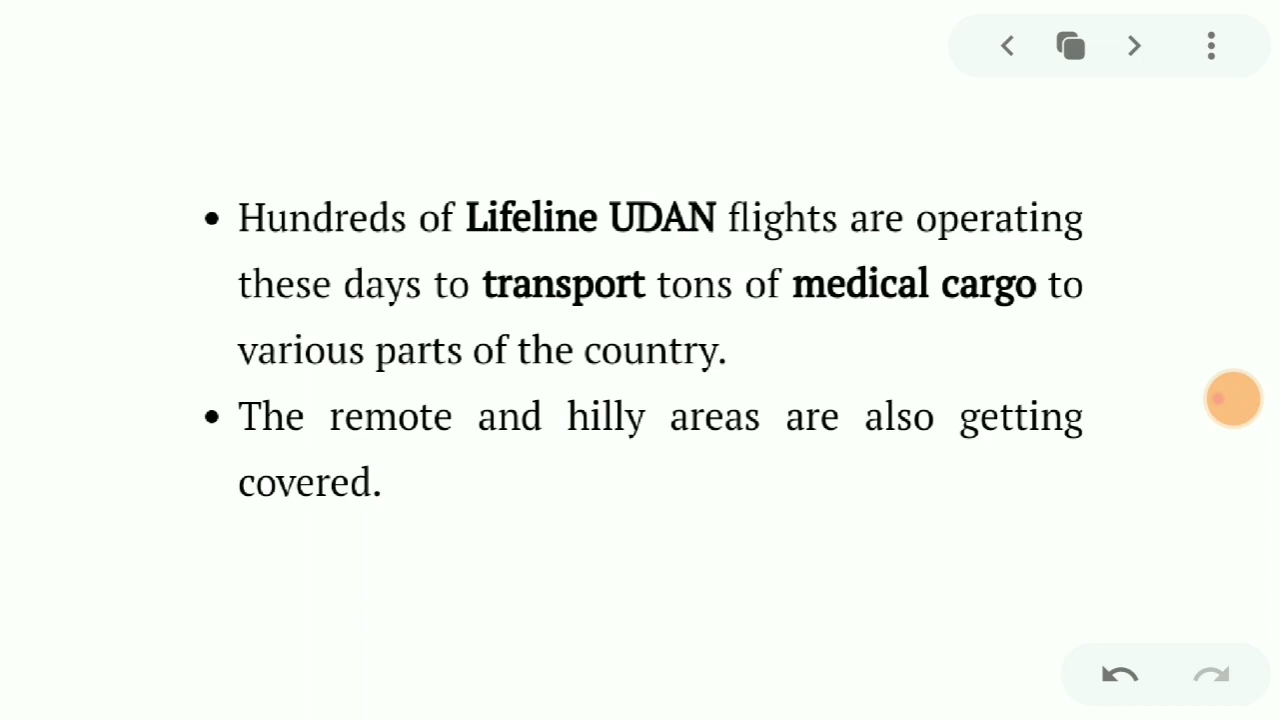 • Hundreds of Lifeline UDAN flights are operating
these days to transport tons of medical cargo to
various parts of the country.
• The remote and hilly areas are also getting
covered.